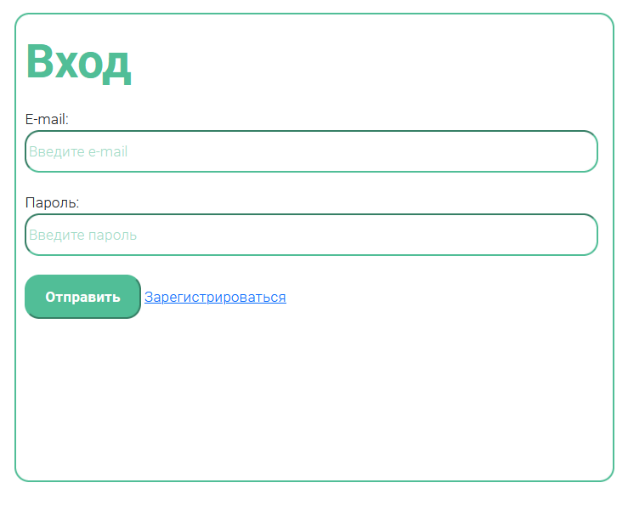 Вход
E-mail:
Введите e-mail
Пароль:
Введите пароль
Отправить Зарегистрироваться